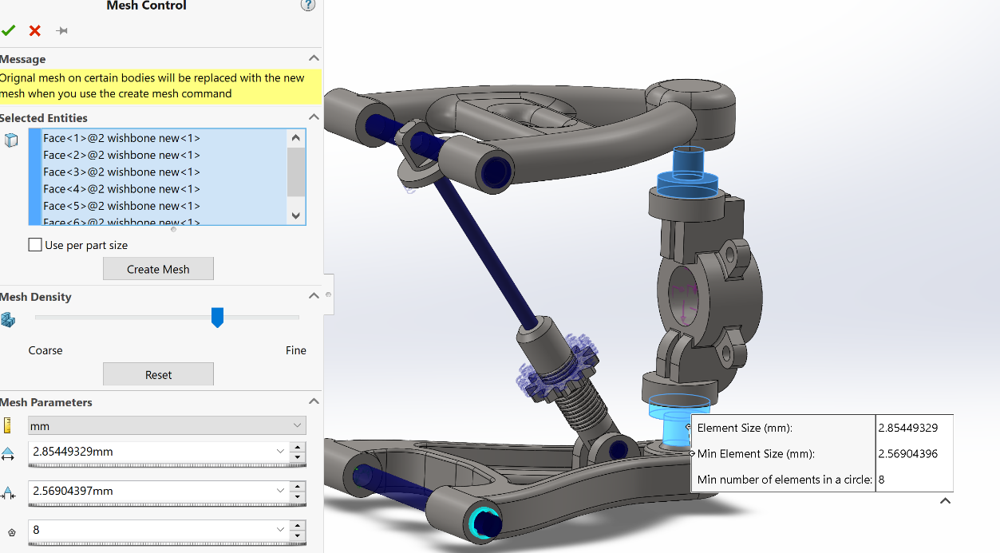 Mesh Control
?
Message
Orignal mesh on certain bodies will be replaced with the new
mesh when you use the create mesh command
Selected Entities
Face<1>@2 wishbone new<1>
Face<2>@2 wishbone new<1>
Face<3>@2 wishbone new<1>
Face<4>@2 wishbone new<1>
Face<5>@2 wishbone new<1>
Face<6>@2 wishbone new<1>
Use per part size
Create Mesh
Mesh Density
Coarse Fine
Reset
Mesh Parameters
mm
2.85449329mm
2.56904397mm
8
Element Size (mm): 2.85449329
Min Element Size (mm): 2.56904396
Min number of elements in a circle: 8